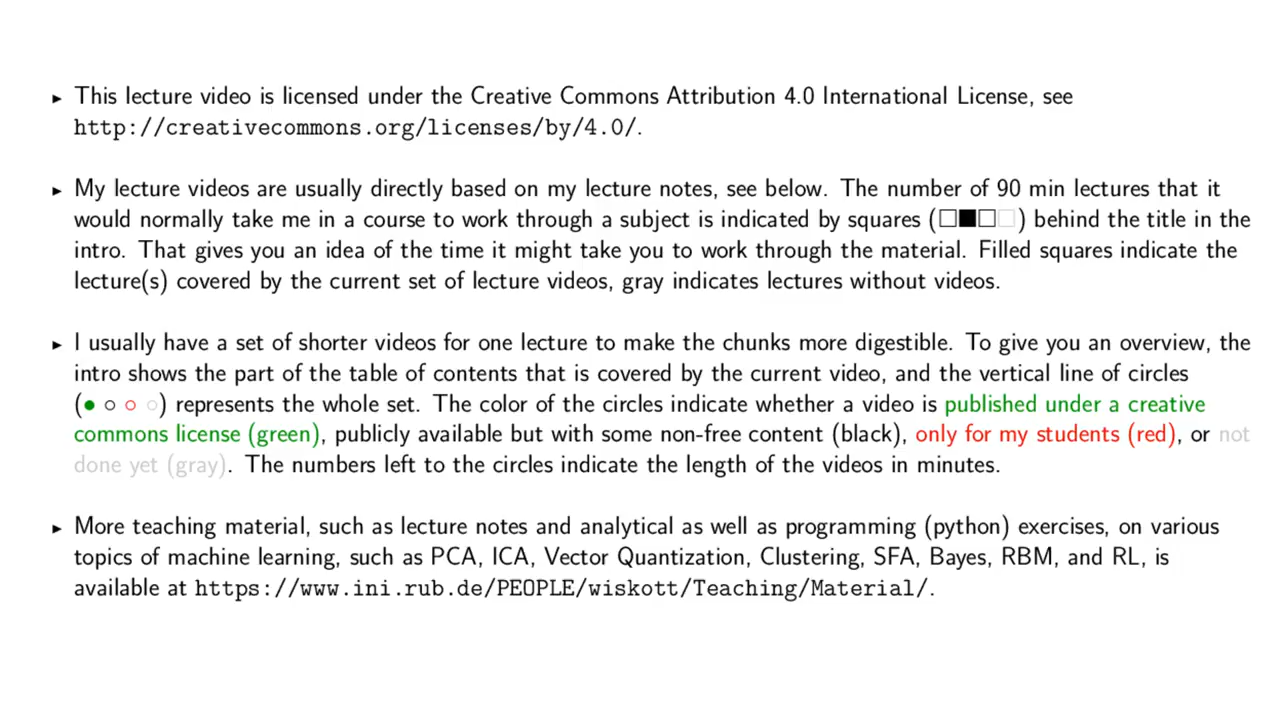 ▸ This lecture video is licensed under the Creative Commons Attribution 4.0 International License, see
http://creativecommons.org/licenses/by/4.0/.
▸ My lecture videos are usually directly based on my lecture notes, see below. The number of 90 min lectures that it
would normally take me in a course to work through a subject is indicated by squares (□■□□) behind the title in the
intro. That gives you an idea of the time it might take you to work through the material. Filled squares indicate the
lecture(s) covered by the current set of lecture videos, gray indicates lectures without videos.
▸ I usually have a set of shorter videos for one lecture to make the chunks more digestible. To give you an overview, the
intro shows the part of the table of contents that is covered by the current video, and the vertical line of circles
(● ○ ○ ○) represents the whole set. The color of the circles indicate whether a video is published under a creative
commons license (green), publicly available but with some non-free content (black), only for my students (red), or not
done yet (gray). The numbers left to the circles indicate the length of the videos in minutes.
▸ More teaching material, such as lecture notes and analytical as well as programming (python) exercises, on various
topics of machine learning, such as PCA, ICA, Vector Quantization, Clustering, SFA, Bayes, RBM, and RL, is
available at https://www.ini.rub.de/PEOPLE/wiskott/Teaching/Material/.